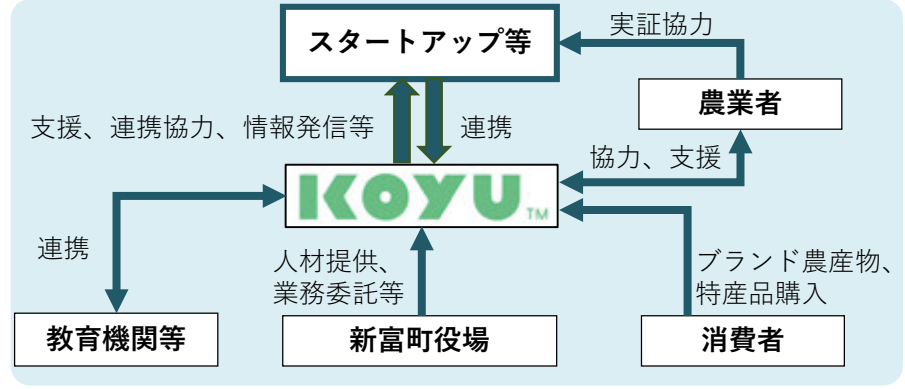 スタートアップ等
実証協力
農業者
支援、連携協力、情報発信等
連携
協力、支援
KOYU TM
連携
人材提供、
業務委託等
ブランド農産物、
特産品購入
教育機関等
新富町役場
消費者